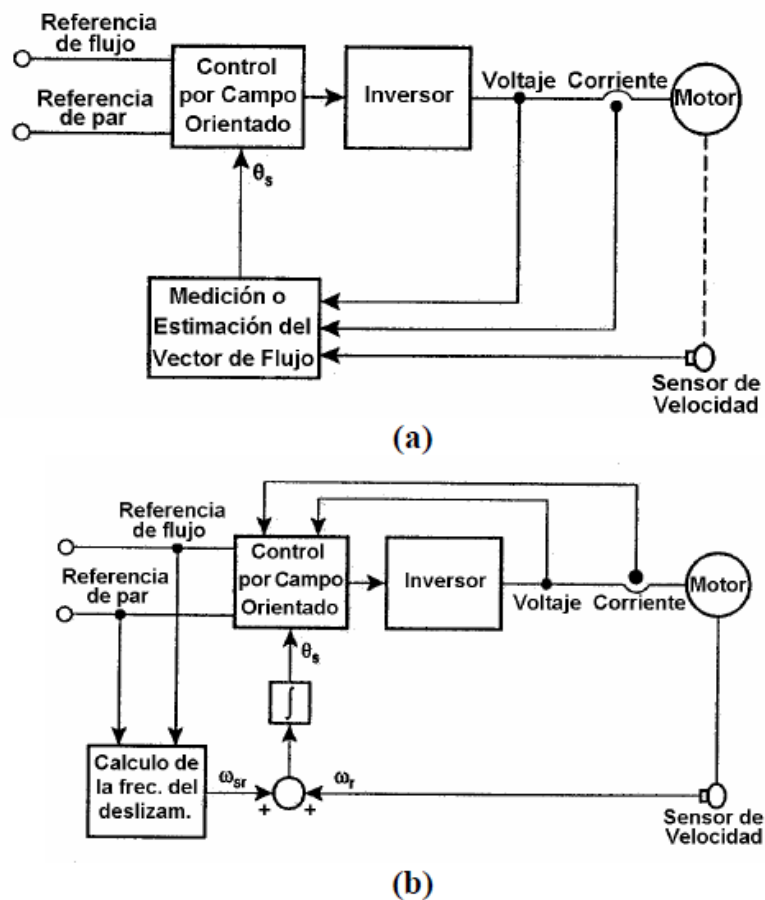 Referencia
de flujo
Referencia
de par
Control
por Campo
Orientado
Inversor
Voltaje
Corriente
Motor
θs
Medición o
Estimación del
Vector de Flujo
Sensor de
Velocidad
(a)
Referencia
de flujo
Referencia
de par
Control
por Campo
Orientado
Inversor
Voltaje
Corriente
Motor
θs
∫
Calculo de
la frec. del
deslizam.
ωsr
+
+
ωr
Sensor de
Velocidad
(b)